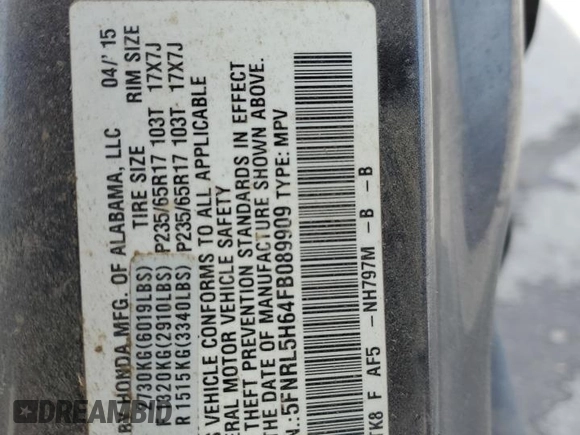 BY HONDA MFG. OF ALABAMA, LLC 04/'15
2730KG(6019LBS) TIRE SIZE RIM SIZE
F 1320KG(2910LBS) P235/65R17 103T 17X7J
R 1515KG(3340LBS) P235/65R17 103T 17X7J
VEHICLE CONFORMS TO ALL APPLICABLE
MOTOR VEHICLE SAFETY
THEFT PREVENTION STANDARDS IN EFFECT
THE DATE OF MANUFACTURE SHOWN ABOVE.
.:5FNRL5H64FB089909 TYPE: MPV
TK8 F AF5 -NH797M -B -B
DREAMBID